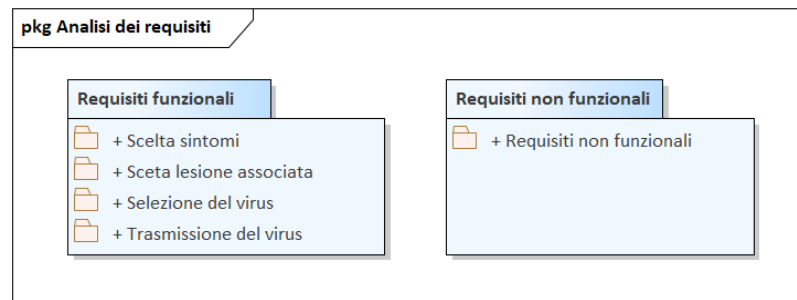 pkg Analisi dei requisiti
Requisiti funzionali
+ Scelta sintomi
+ Sceta lesione associata
+ Selezione del virus
+ Trasmissione del virus
Requisiti non funzionali
+ Requisiti non funzionali